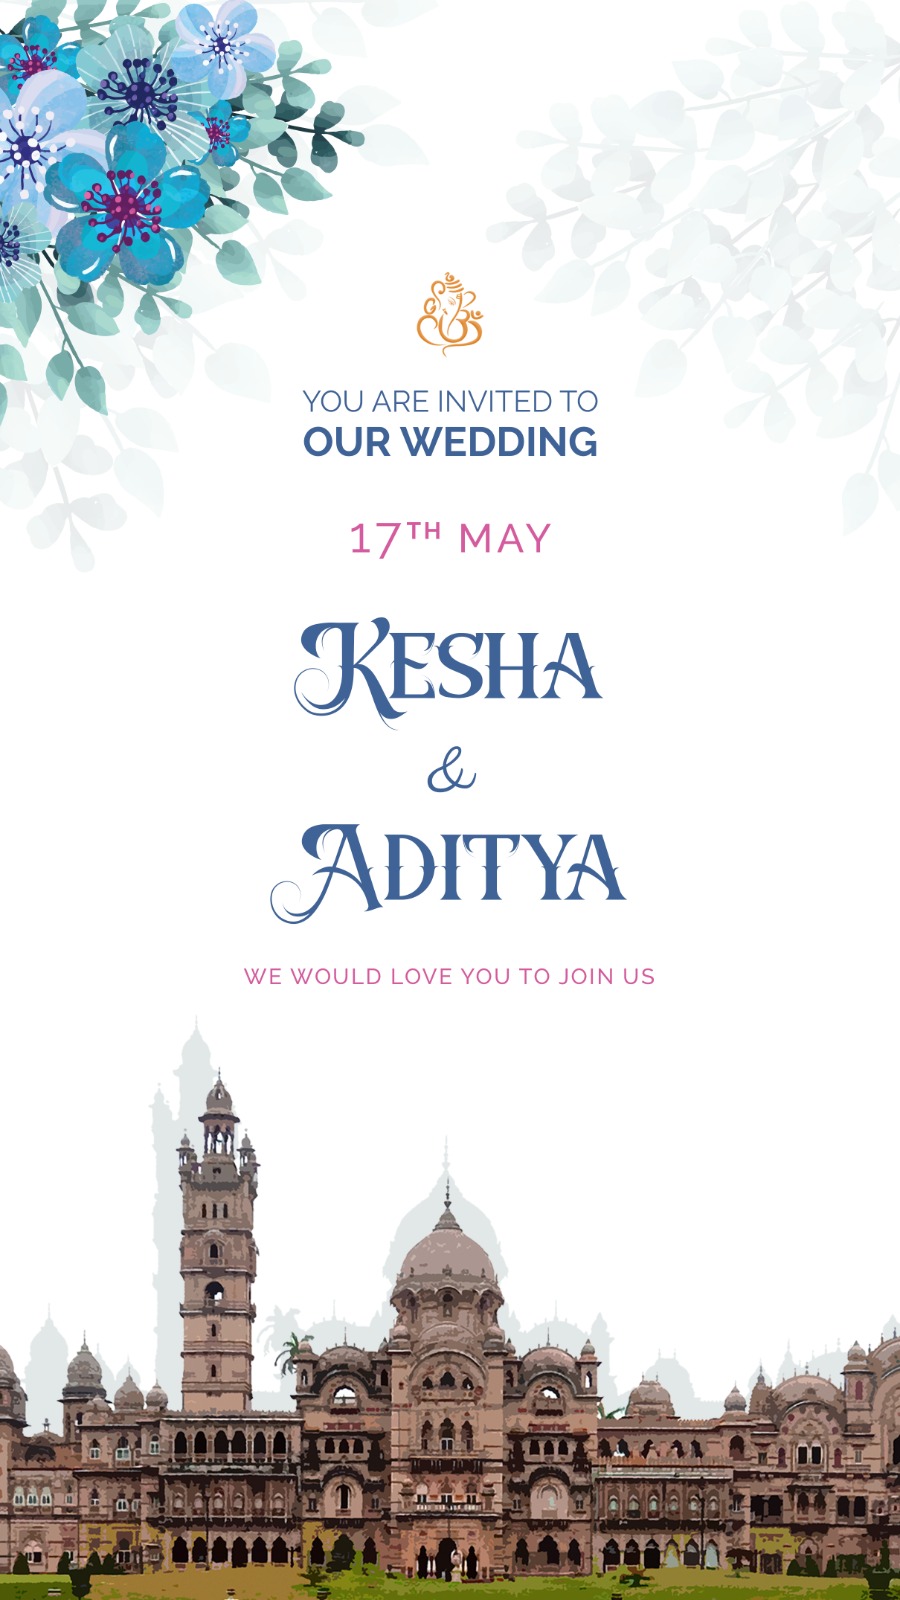 YOU ARE INVITED TO
OUR WEDDING
17TH MAY
KESHA
&
ADITYA
WE WOULD LOVE YOU TO JOIN US